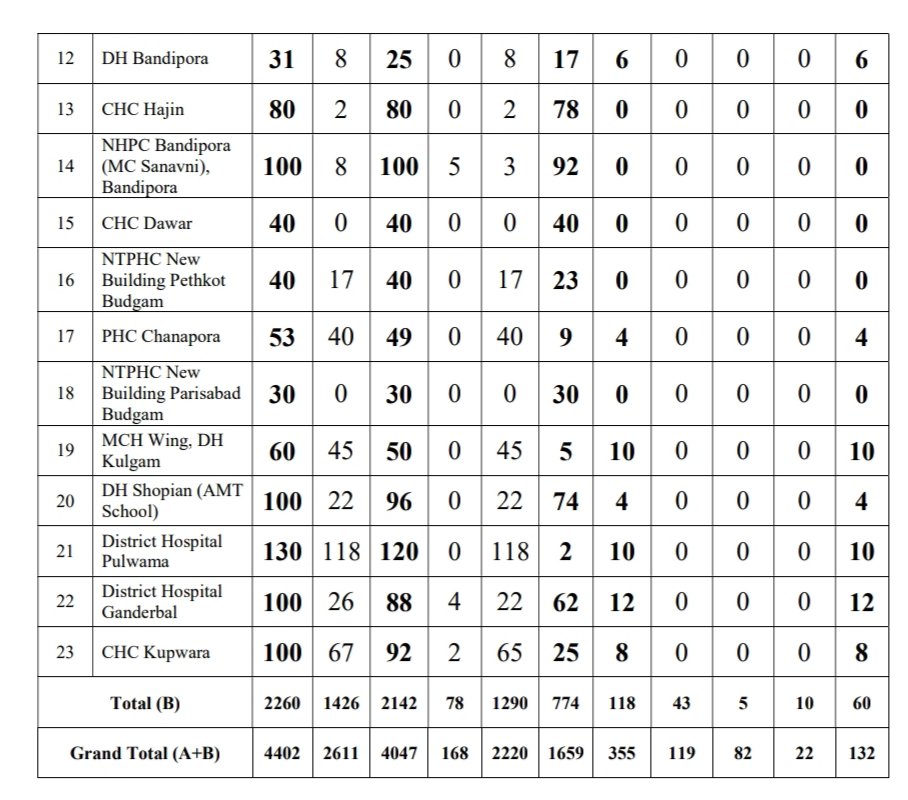 12 DH Bandipora 31 8 25 0 8 17 6 0 0 0 6
13 CHC Hajin 80 2 80 0 2 78 0 0 0 0 0
14 NHPC Bandipora
(MC Sanavni),
Bandipora 100 8 100 5 3 92 0 0 0 0 0
15 CHC Dawar 40 0 40 0 0 40 0 0 0 0 0
16 NTPHC New
Building Pethkot
Budgam 40 17 40 0 17 23 0 0 0 0 0
17 PHC Chanapora 53 40 49 0 40 9 4 0 0 0 4
18 NTPHC New
Building Parisabad
Budgam 30 0 30 0 0 30 0 0 0 0 0
19 MCH Wing, DH
Kulgam 60 45 50 0 45 5 10 0 0 0 10
20 DH Shopian (AMT
School) 100 22 96 0 22 74 4 0 0 0 4
21 District Hospital
Pulwama 130 118 120 0 118 2 10 0 0 0 10
22 District Hospital
Ganderbal 100 26 88 4 22 62 12 0 0 0 12
23 CHC Kupwara 100 67 92 2 65 25 8 0 0 0 8
Total (B) 2260 1426 2142 78 1290 774 118 43 5 10 60
Grand Total (A+B) 4402 2611 4047 168 2220 1659 355 119 82 22 132